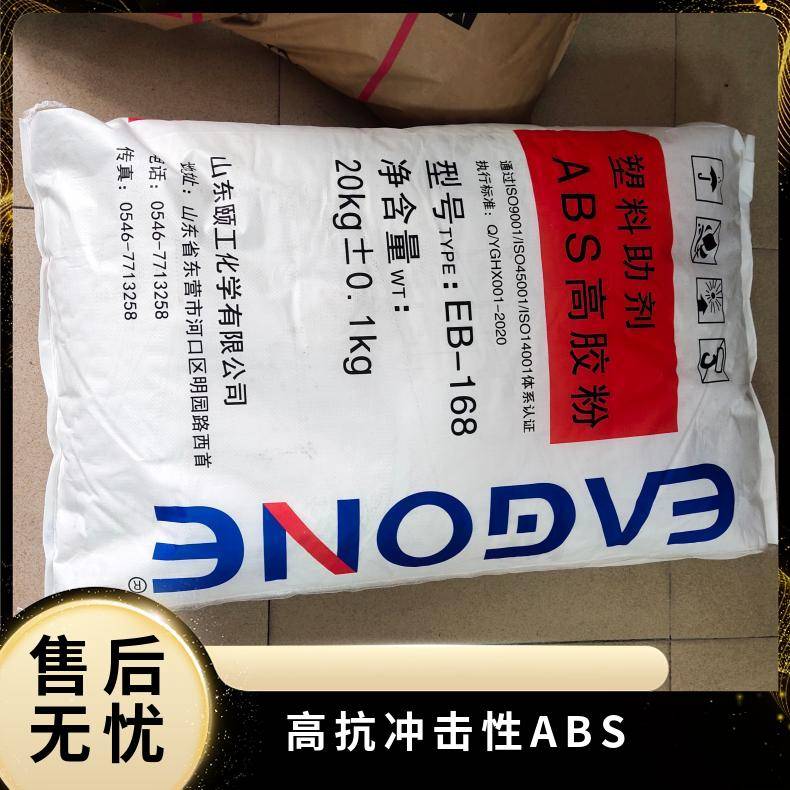 EAGONE
®
塑料助剂
ABS高胶粉
通过ISO9001/ISO45001/ISO14001体系认证
执行标准：Q/YGHX001-2020
型号TYPE：EB-168
净含量WT：
20kg±0.1kg
山东颐工化学有限公司
地址：山东省东营市河口区明园路西首
电话：0546-7713258
传真：0546-7713258
售后
无忧
高抗冲击性ABS